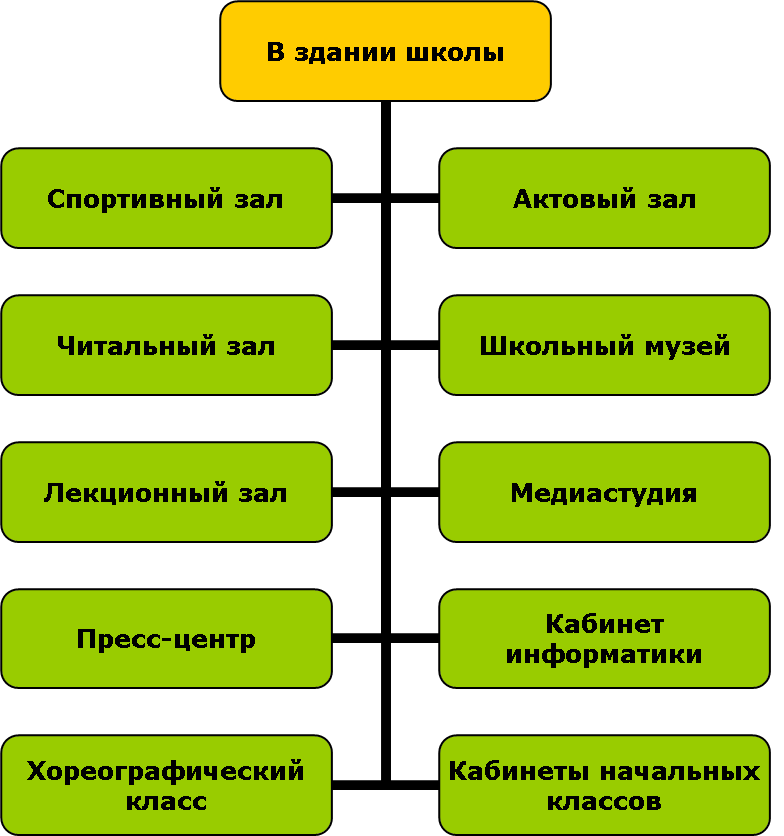 В здании школы
Спортивный зал
Актовый зал
Читальный зал
Школьный музей
Лекционный зал
Медиастудия
Пресс-центр
Кабинет
информатики
Хореографический
класс
Кабинеты начальных
классов